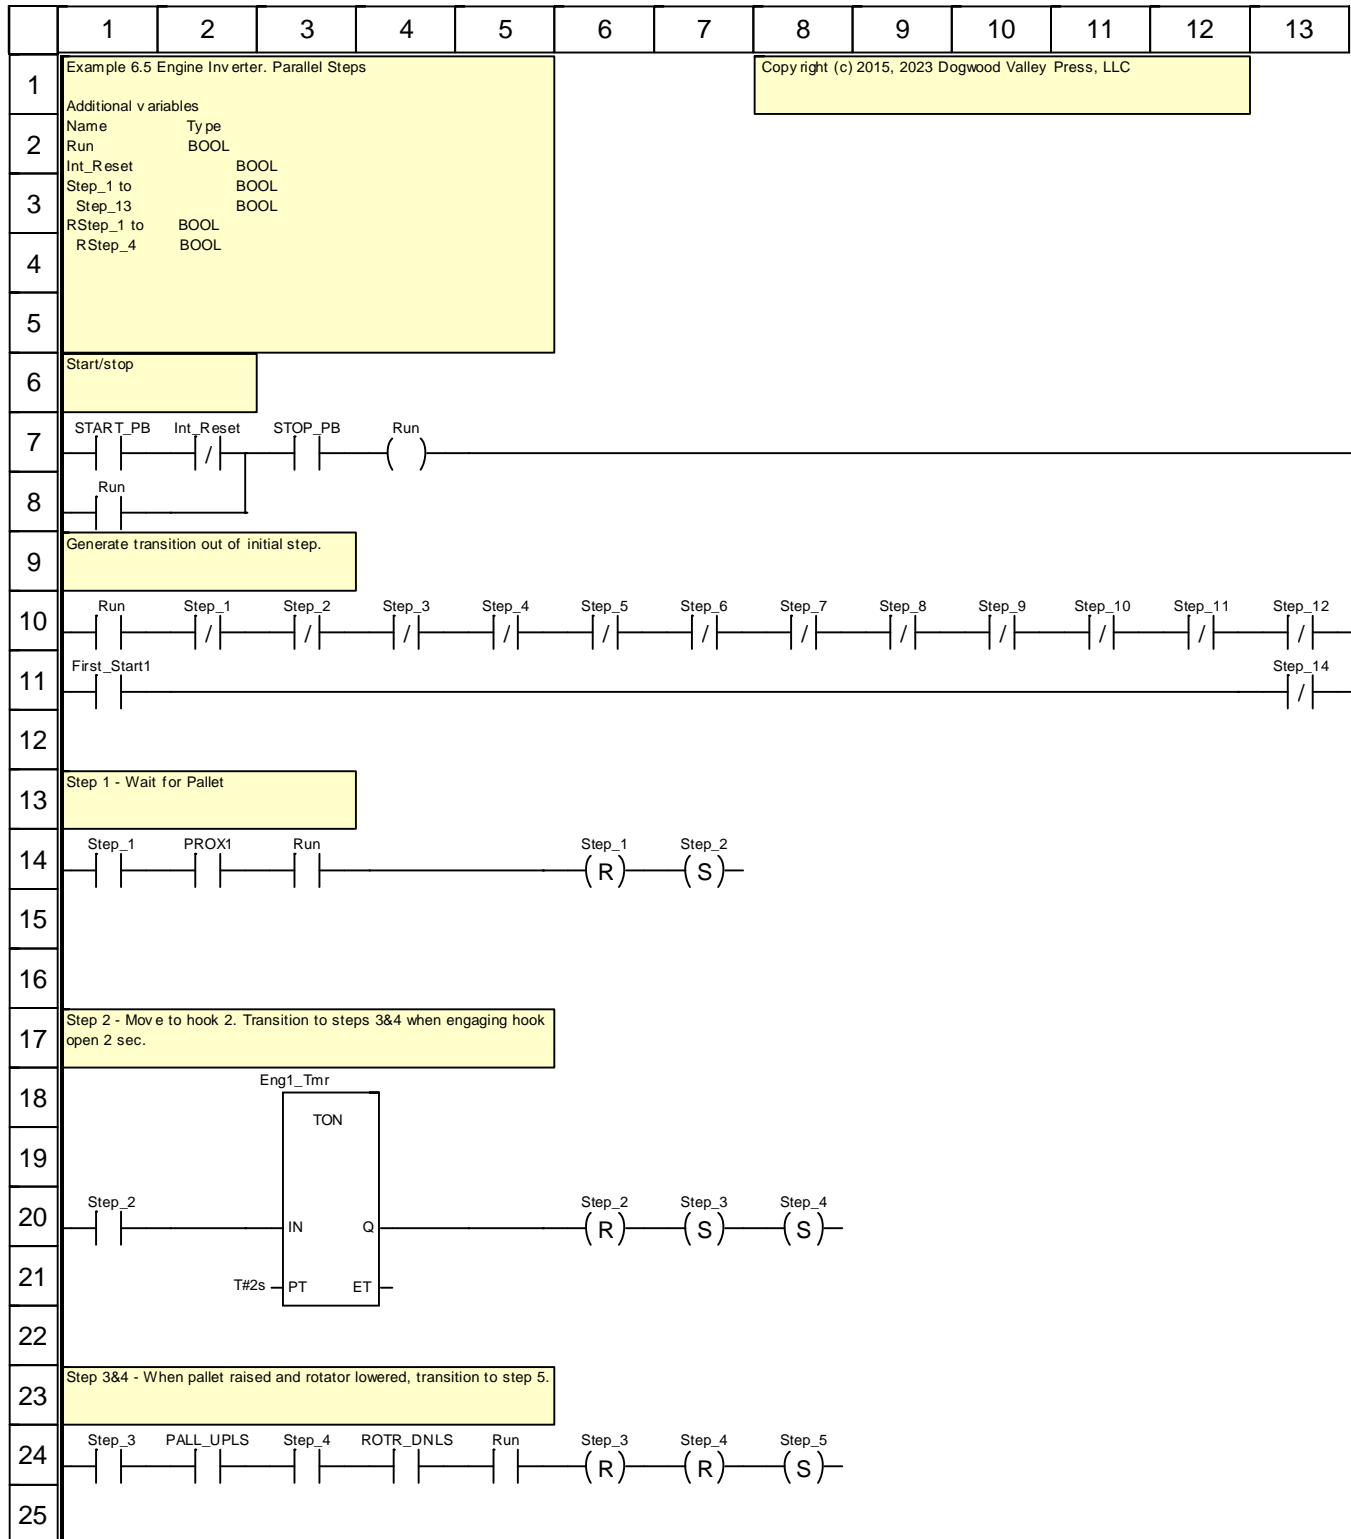 1 2 3 4 5 6 7 8 9 10 11 12 13
1
Example 6.5 Engine Inverter. Parallel Steps
Copyright (c) 2015, 2023 Dogwood Valley Press, LLC
Additional variables
Name Type
2
Run BOOL
Int_Reset BOOL
Step_1 to BOOL
3
Step_13 BOOL
RStep_1 to BOOL
RStep_4 BOOL
4
5
6
Start/stop
7
START_PB Int_Reset STOP_PB Run
/
8
Run
9
Generate transition out of initial step.
10
Run Step_1 Step_2 Step_3 Step_4 Step_5 Step_6 Step_7 Step_8 Step_9 Step_10 Step_11 Step_12
/ / / / / / / / / / / /
11
First_Start1 Step_14
/
12
13
Step 1 - Wait for Pallet
14
Step_1 PROX1 Run Step_1 Step_2
R S
15
16
17
Step 2 - Move to hook 2. Transition to steps 3&4 when engaging hook
open 2 sec.
Eng1_Tmr
18
TON
19
20
Step_2 Step_2 Step_3 Step_4
IN Q R S S
21
T#2s PT ET
22
23
Step 3&4 - When pallet raised and rotator lowered, transition to step 5.
24
Step_3 PALL_UPLS Step_4 ROTR_DNLS Run Step_3 Step_4 Step_5
R R S
25